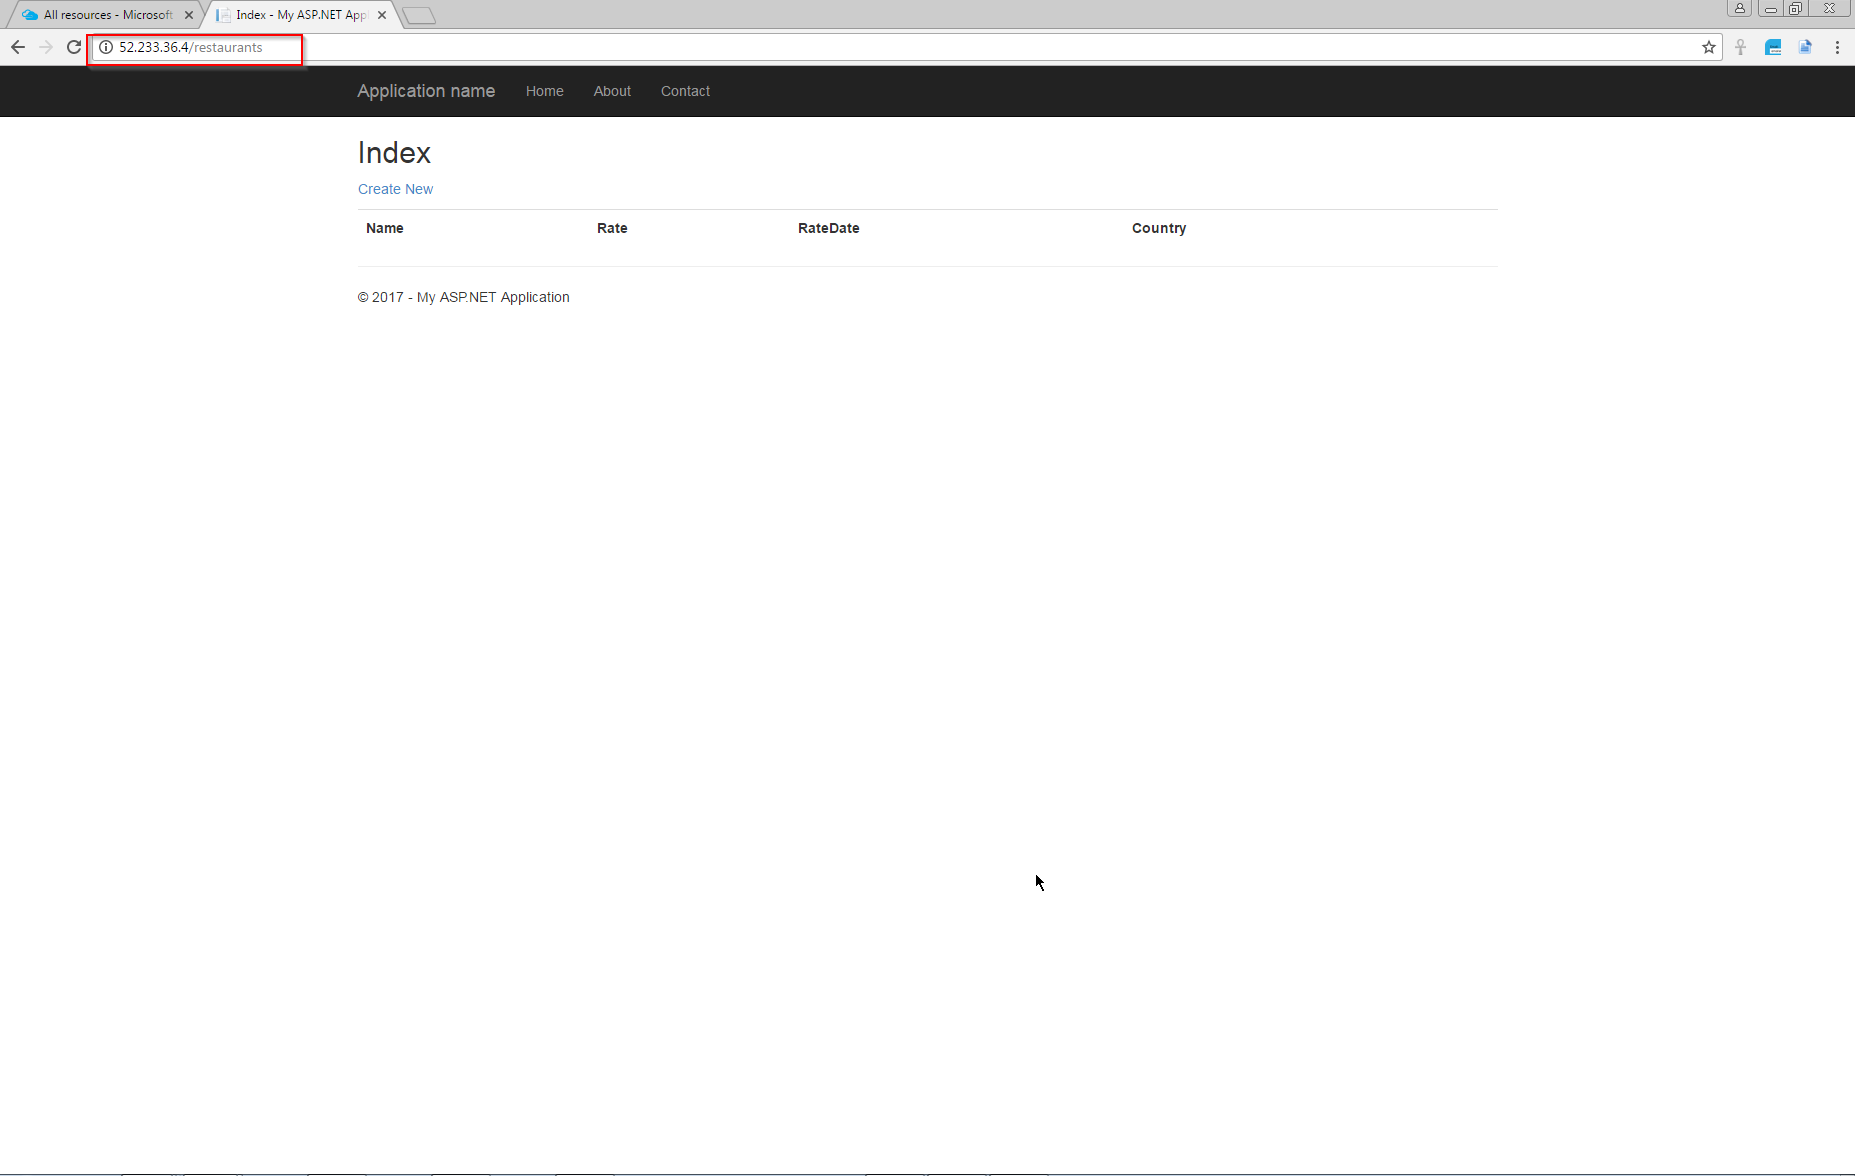 All resources - Microsoft
Index - My ASP.NET App
52.233.36.4/restaurants
Application name Home About Contact
Index
Create New
Name Rate RateDate Country
© 2017 - My ASP.NET Application